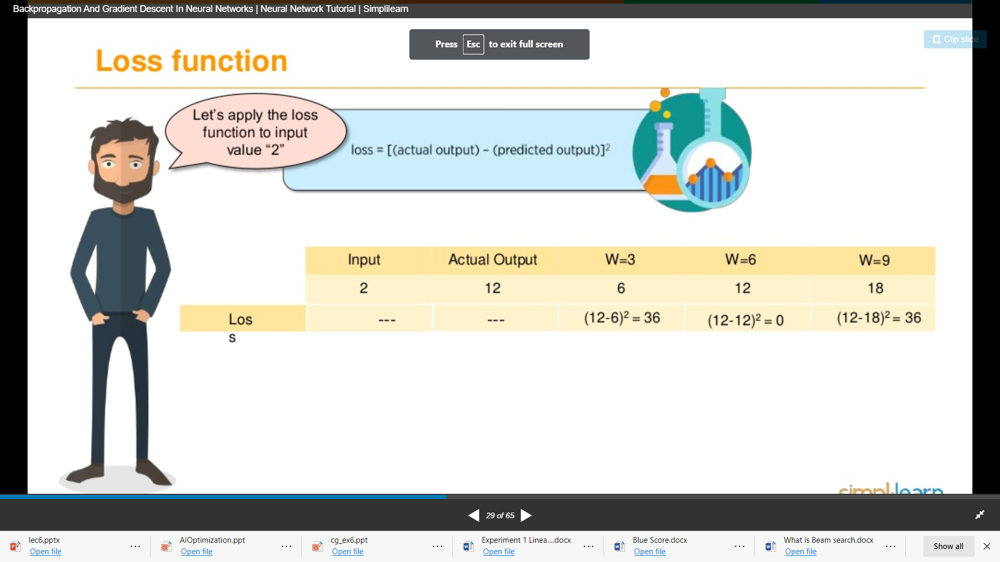 Backpropagation And Gradient Descent In Neural Networks | Neural Network Tutorial | Simplilearn
Press Esc to exit full screen
Clip slide
Loss function
Let's apply the loss
function to input
value “2”
loss = [(actual output) – (predicted output)]²
Input Actual Output W=3 W=6 W=9
2 12 6 12 18
Los
s
--- --- (12-6)² = 36 (12-12)² = 0 (12-18)² = 36
simplilearn
29 of 65
lec6.pptx
Open file
AIOptimization.ppt
Open file
cg_ex6.ppt
Open file
Experiment 1 Linea....docx
Open file
Blue Score.docx
Open file
What is Beam search.docx
Open file
Show all